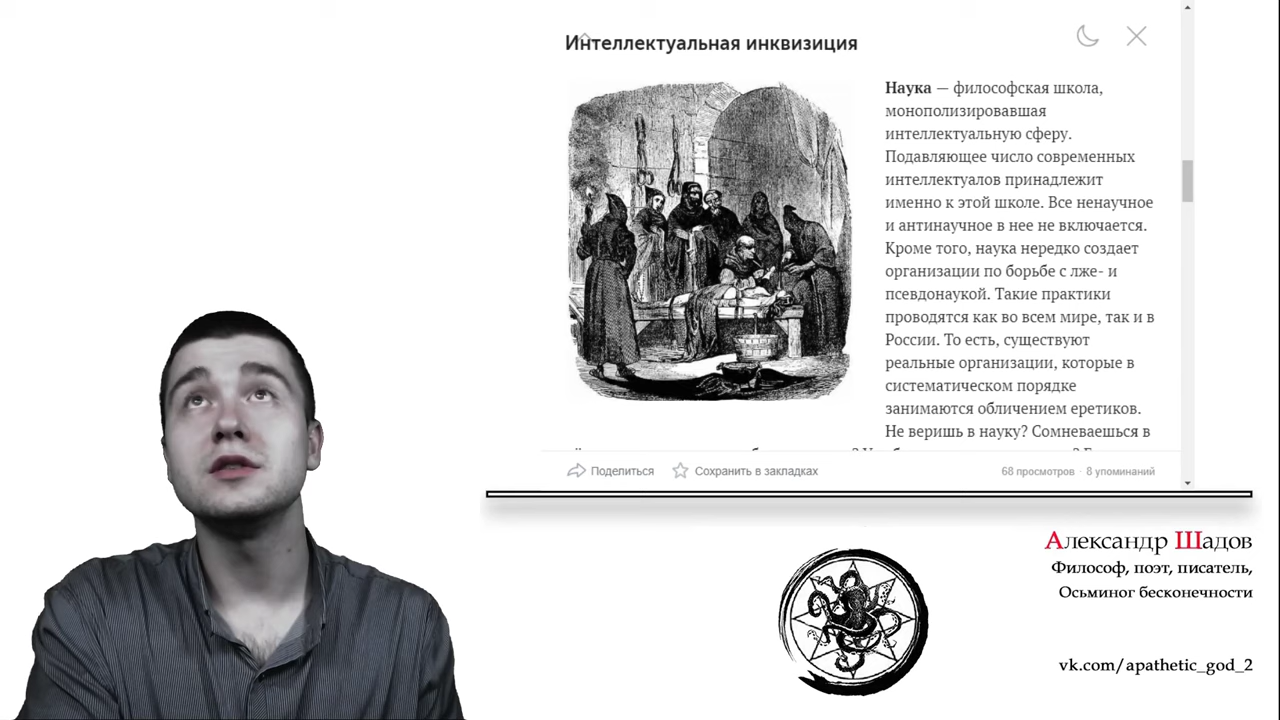 Интеллектуальная инквизиция
Наука — философская школа,
монополизировавшая
интеллектуальную сферу.
Подавляющее число современных
интеллектуалов принадлежит
именно к этой школе. Все ненаучное
и антинаучное в нее не включается.
Кроме того, наука нередко создает
организации по борьбе с лже- и
псевдонаукой. Такие практики
проводятся как во всем мире, так и в
России. То есть, существуют
реальные организации, которые в
систематическом порядке
занимаются обличением еретиков.
Не веришь в науку? Сомневаешься в
Поделиться
Сохранить в закладках
68 просмотров · 8 упоминаний
Александр Шадов
Философ, поэт, писатель,
Осьминог бесконечности
vk.com/apathetic_god_2